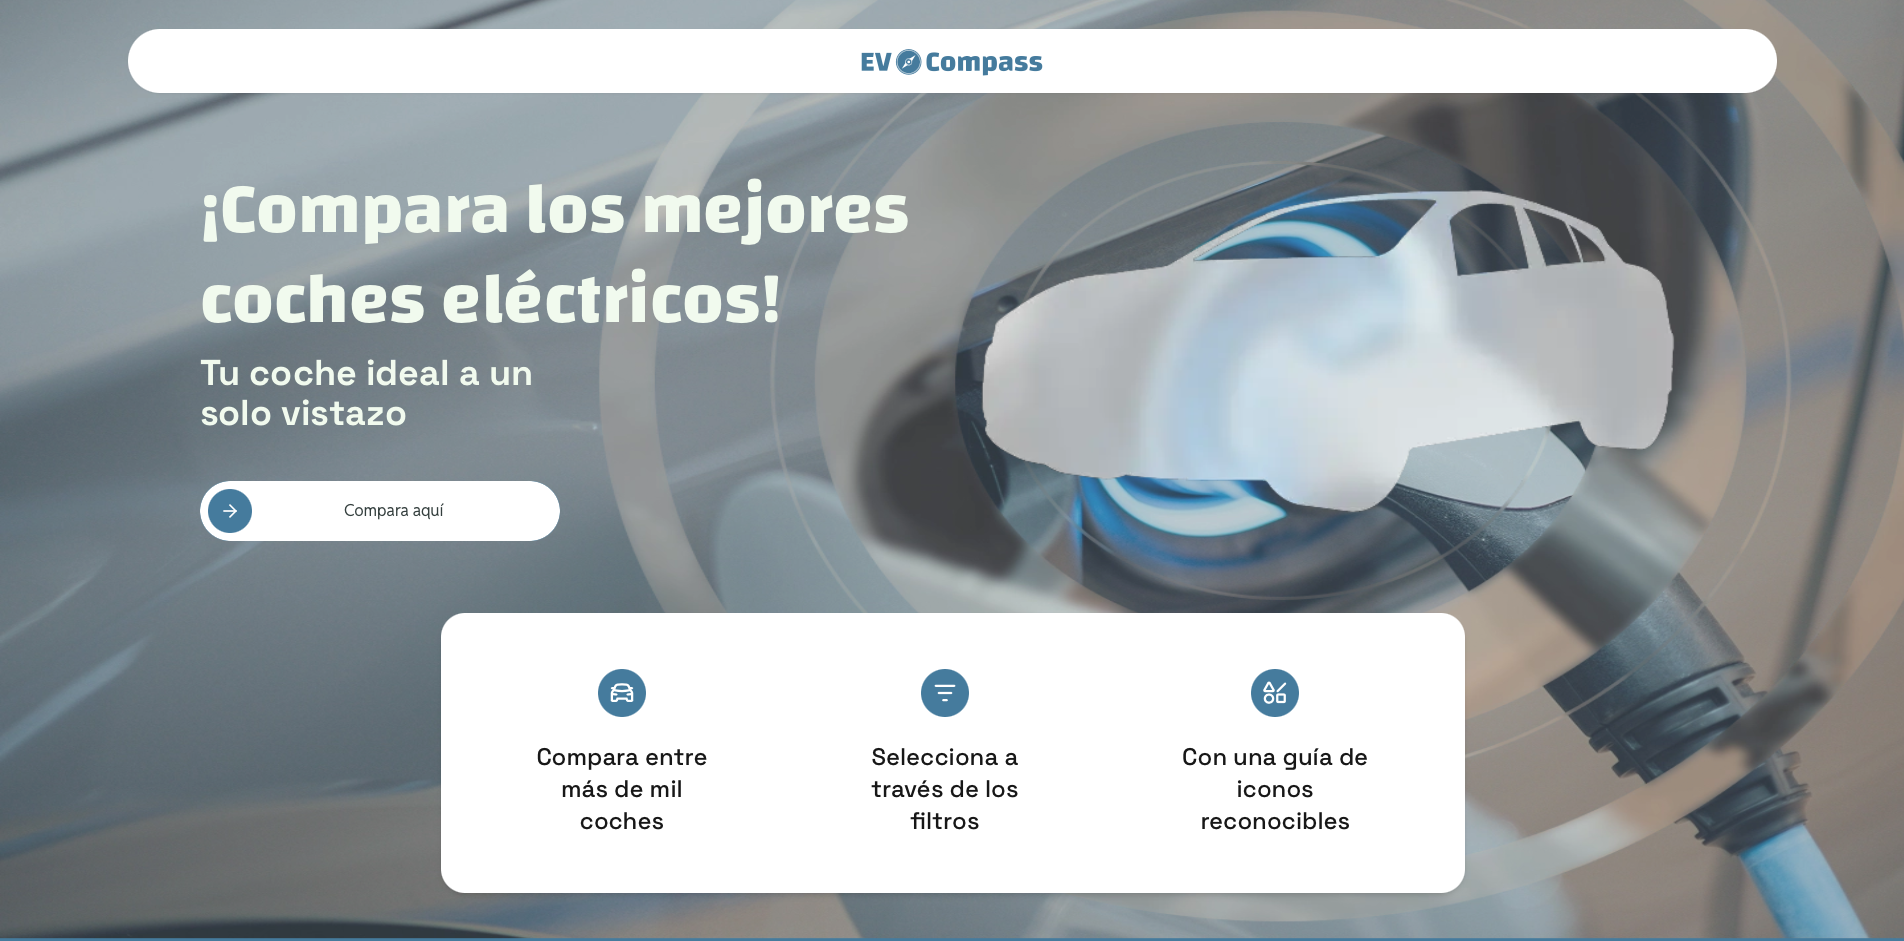 EV Compass
¡Compara los mejores
coches eléctricos!
Tu coche ideal a un
solo vistazo
Compara aquí
Compara entre
más de mil
coches
Selecciona a
través de los
filtros
Con una guía de
iconos
reconocibles